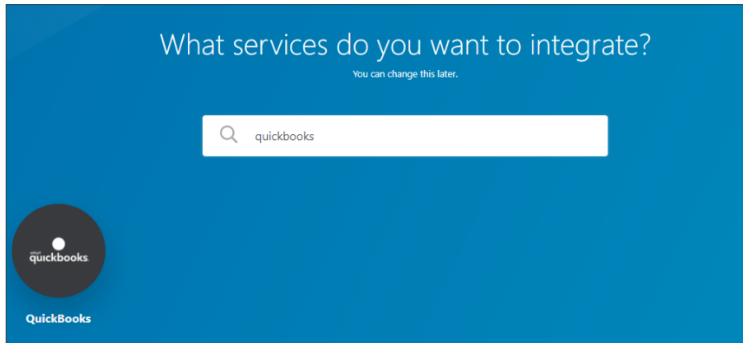 What services do you want to integrate?
You can change this later.
quickbooks
quickbooks.
QuickBooks